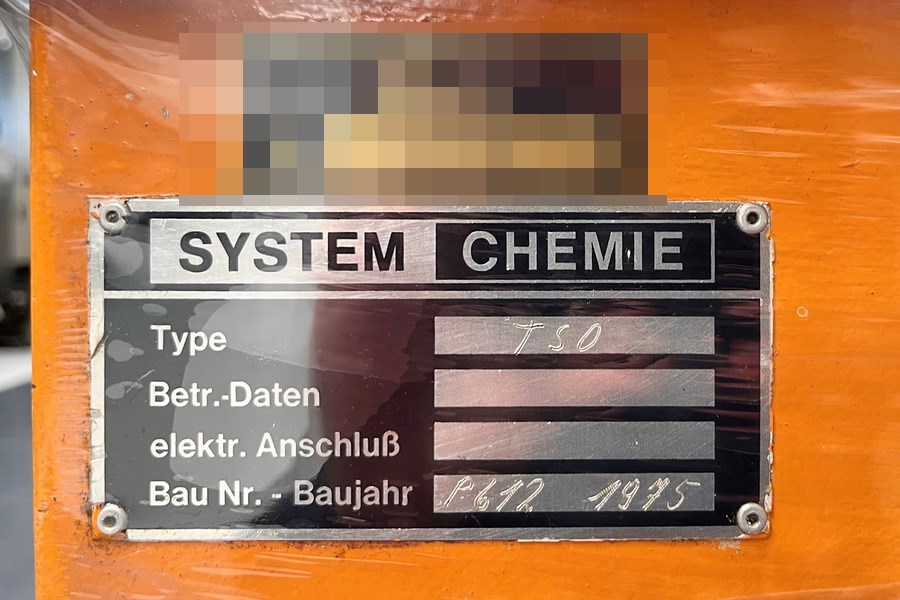 SYSTEM CHEMIE
Type TSO
Betr.-Daten
elektr. Anschluß
Bau Nr. - Baujahr P612 1975